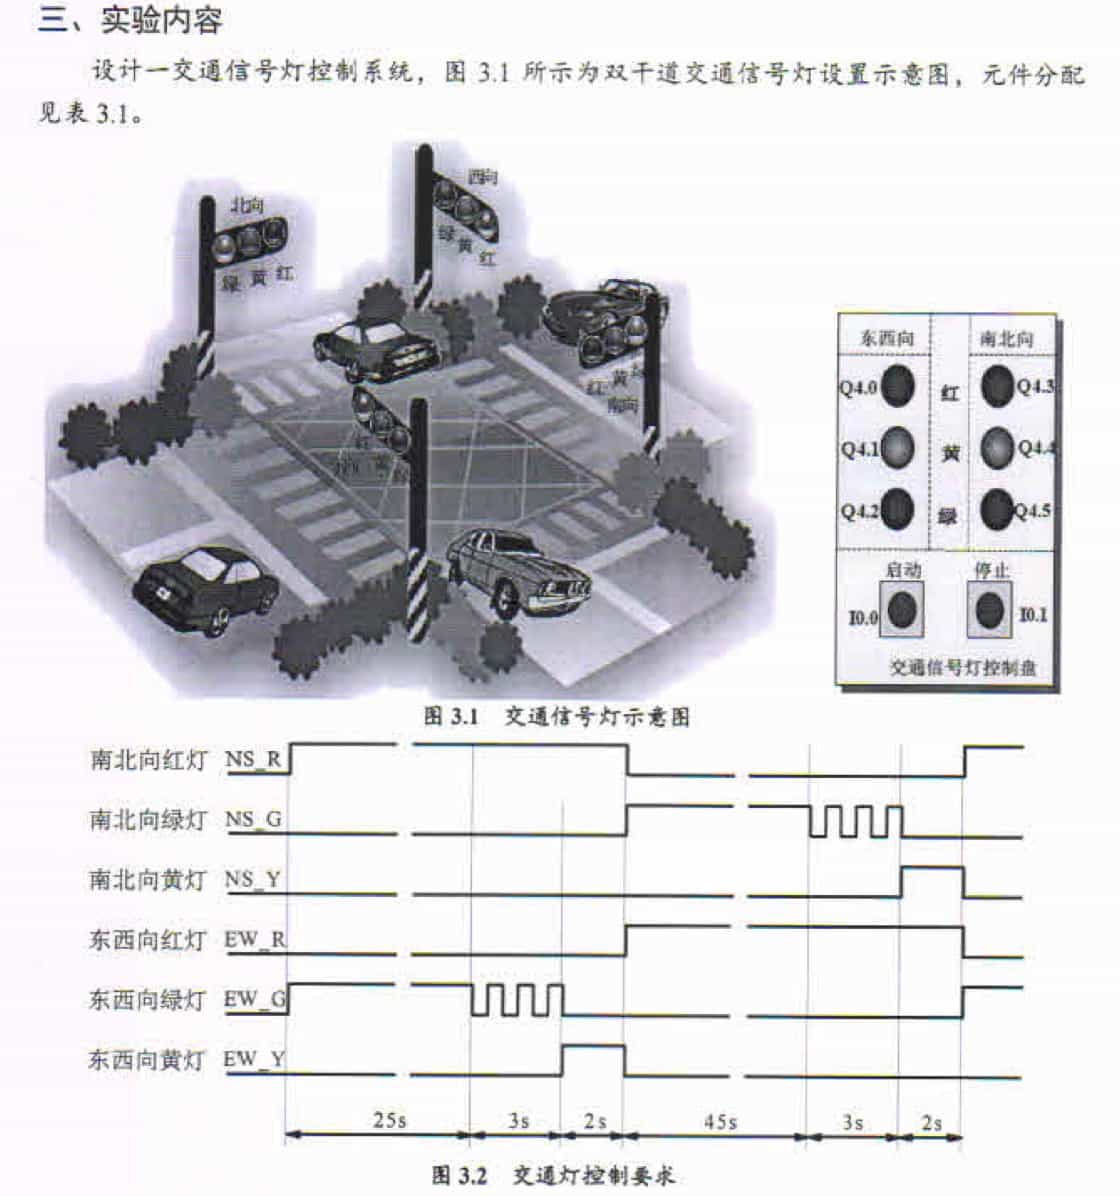 三、实验内容
设计一交通信号灯控制系统，图 3.1 所示为双干道交通信号灯设置示意图，元件分配
见表 3.1。
西向
绿 黄 红
北向
绿 黄 红
红 黄
南向
红
黄
东西向 南北向
Q4.0 红 Q4.3
Q4.1 黄 Q4.4
Q4.2 绿 Q4.5
启动 停止
I0.0 I0.1
交通信号灯控制盘
图 3.1 交通信号灯示意图
南北向红灯 NS_R
南北向绿灯 NS_G
南北向黄灯 NS_Y
东西向红灯 EW_R
东西向绿灯 EW_G
东西向黄灯 EW_Y
25s 3s 2s 45s 3s 2s
图 3.2 交通灯控制要求